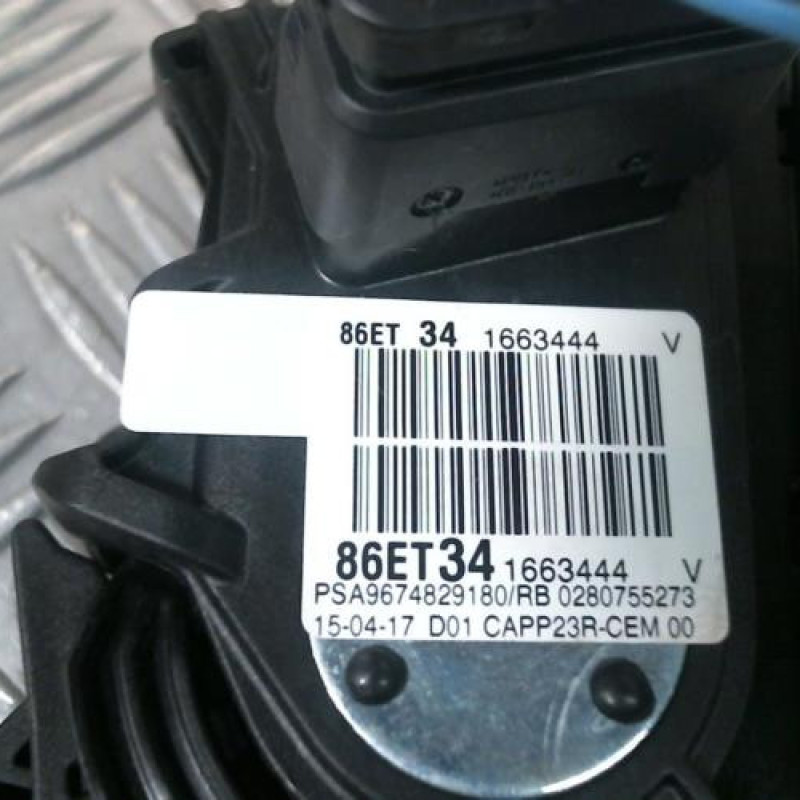 86ET 34 1663444 V
86ET34 1663444 V
PSA9674829180/RB 0280755273
15-04-17 D01 CAPP23R-CEM 00